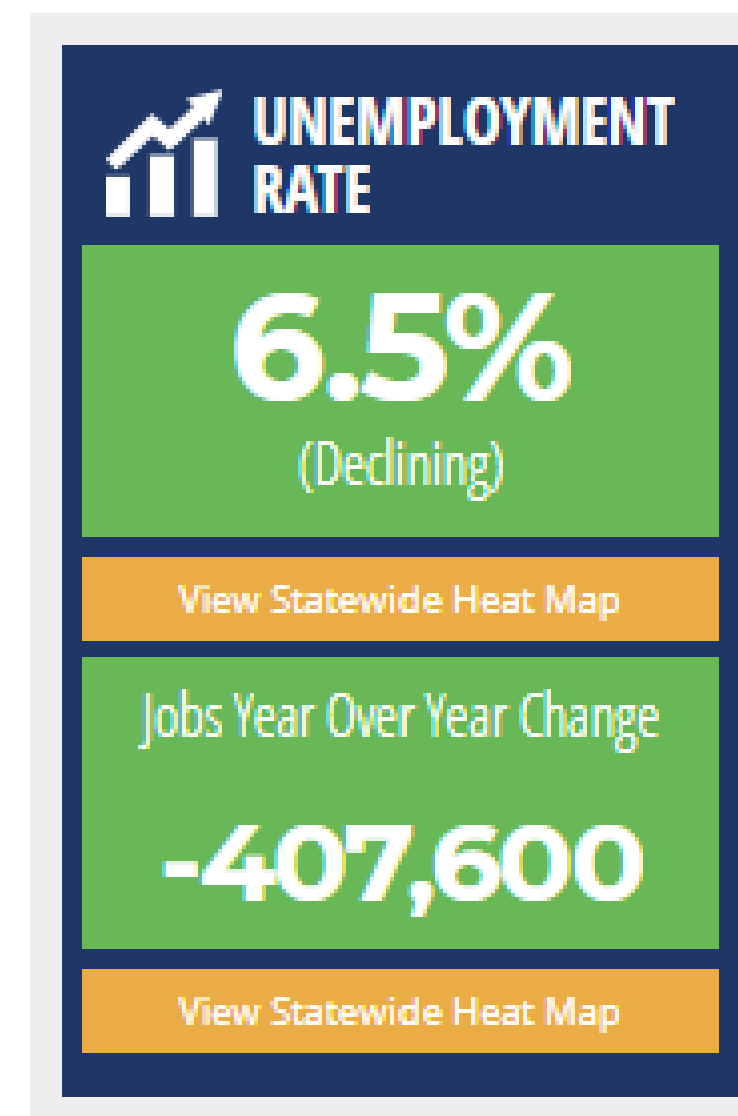 UNEMPLOYMENT
RATE
6.5%
(Declining)
View Statewide Heat Map
Jobs Year Over Year Change
-407,600
View Statewide Heat Map